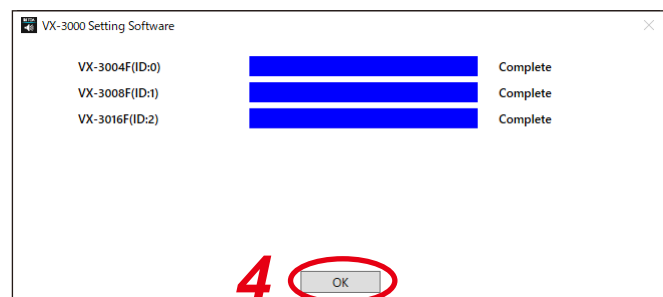 VX-3000 Setting Software
VX-3004F(ID:0) Complete
VX-3008F(ID:1) Complete
VX-3016F(ID:2) Complete
4 OK